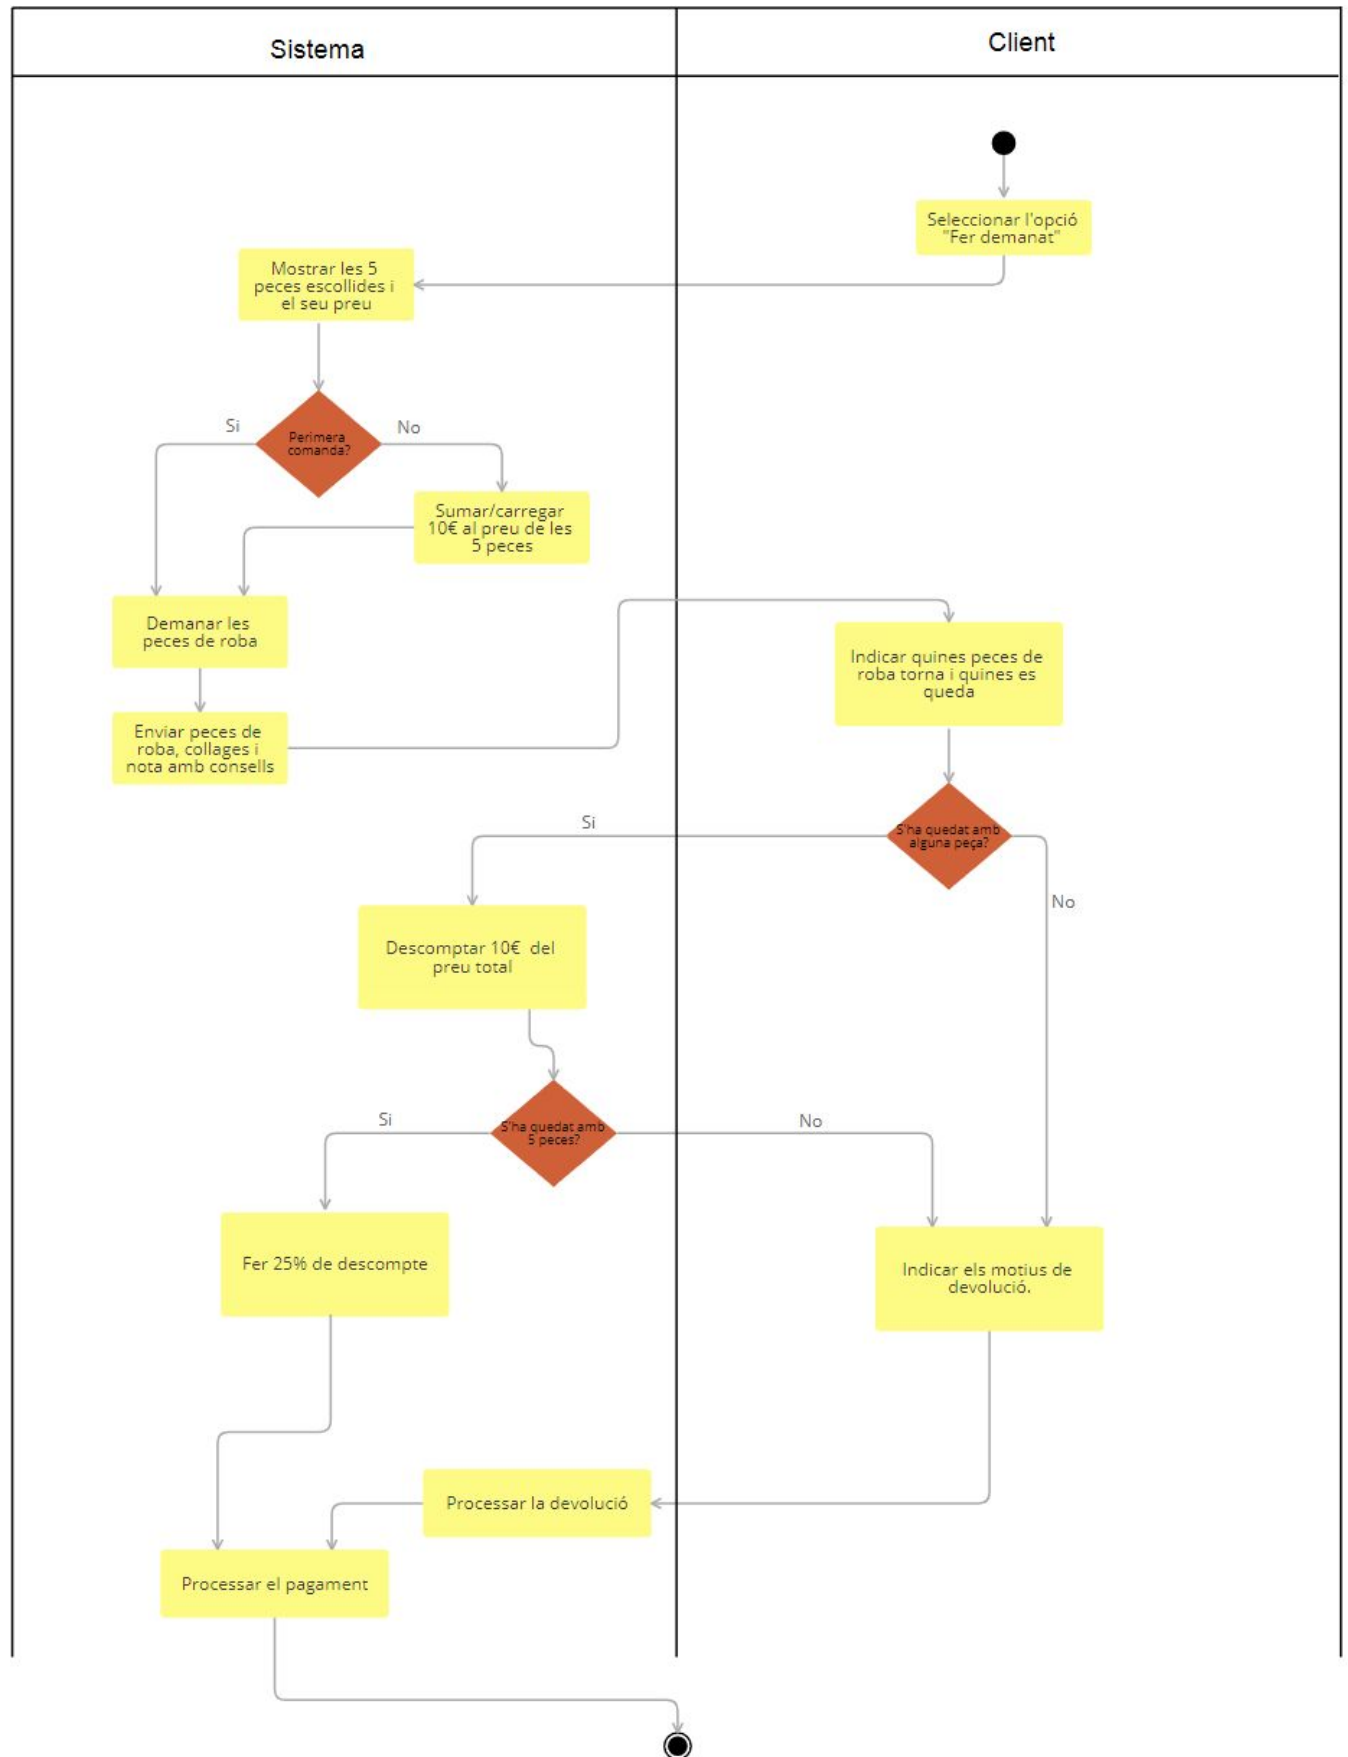 Sistema
Client
Seleccionar l'opció
"Fer demanat"
Mostrar les 5
peces escollides i
el seu preu
Si
Perimera
comanda?
No
Sumar/carregar
10€ al preu de les
5 peces
Demanar les
peces de roba
Enviar peces de
roba, collages i
nota amb consells
Indicar quines peces de
roba torna i quines es
queda
S'ha quedat amb
alguna peça?
Si
No
Descomptar 10€ del
preu total
S'ha quedat amb
5 peces?
Si
No
Fer 25% de descompte
Indicar els motius de
devolució.
Processar la devolució
Processar el pagament